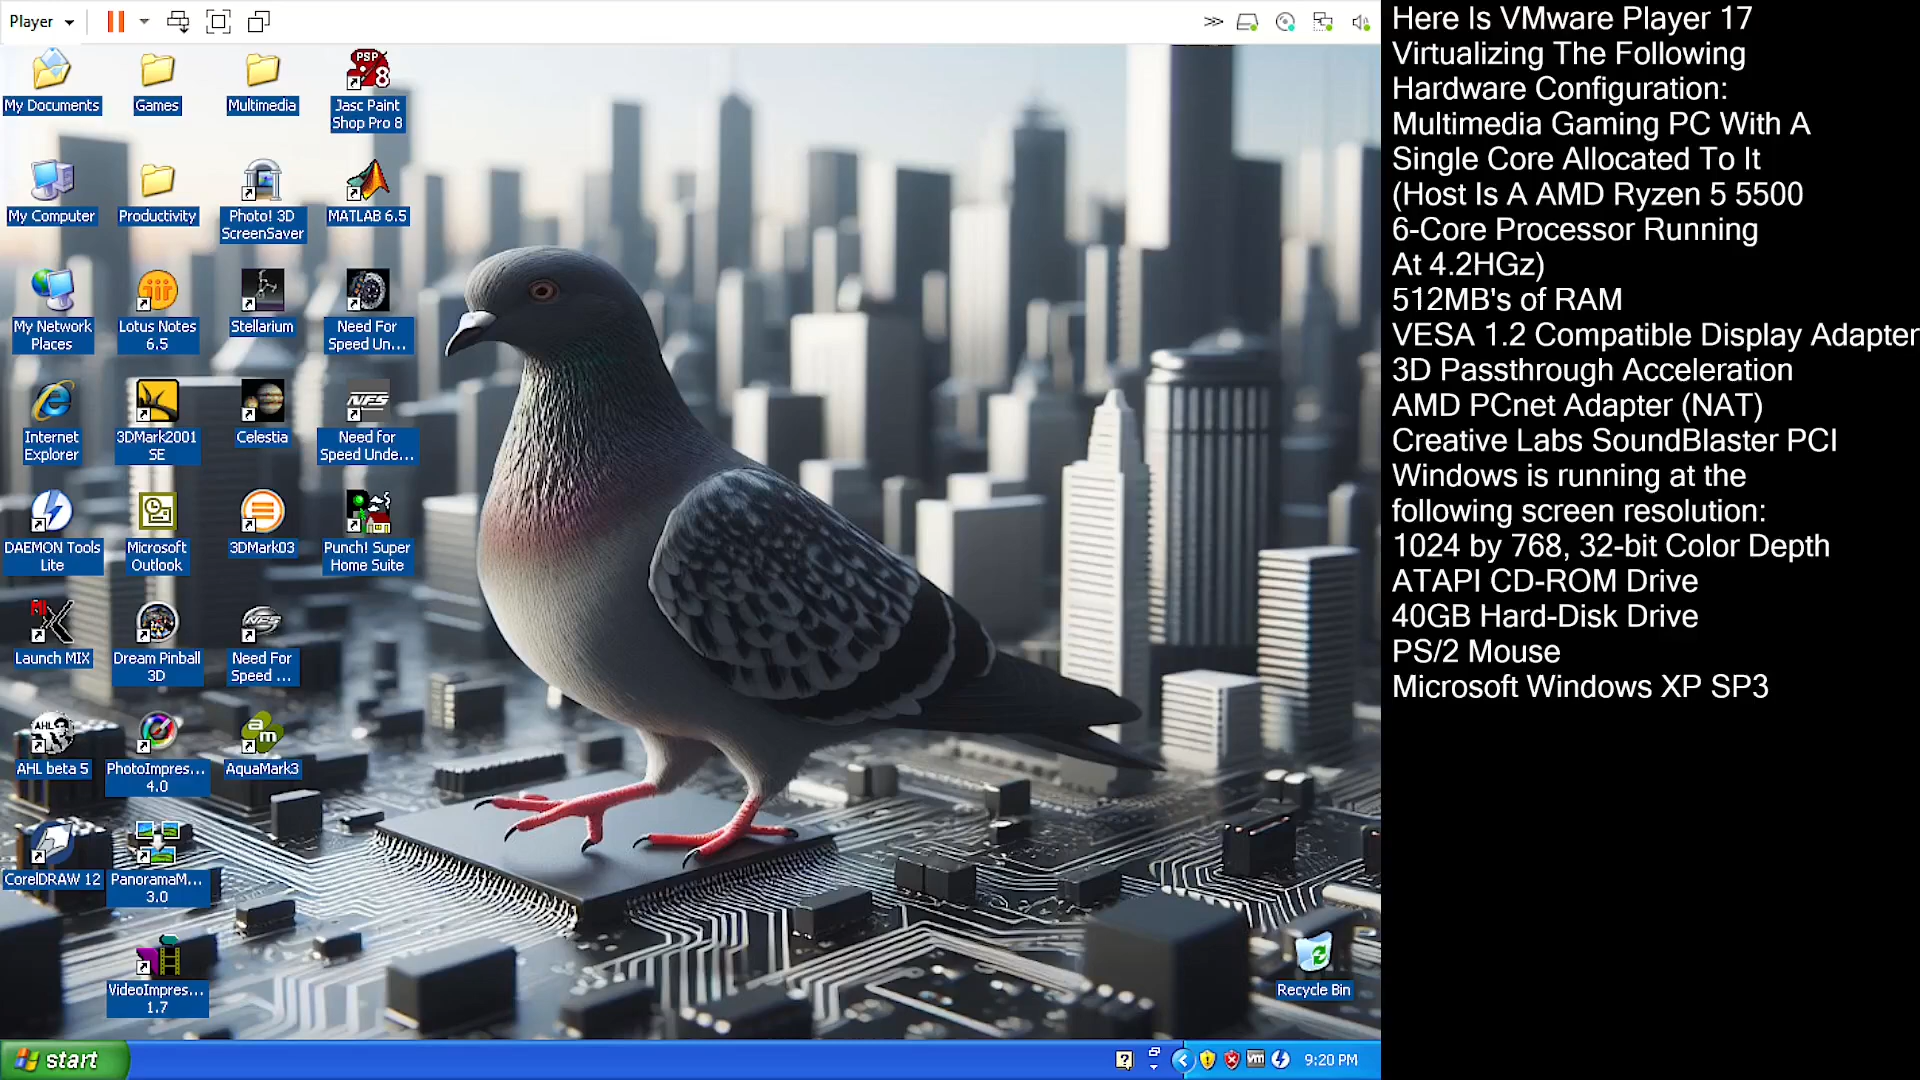 Player
My Documents
Games
Multimedia
PSP
8
Jasc Paint
Shop Pro 8
My Computer
Productivity
Photo! 3D
ScreenSaver
MATLAB 6.5
My Network
Places
Lotus Notes
6.5
Stellarium
Need For
Speed Un...
Internet
Explorer
3DMark2001
SE
Celestia
NFS
Need for
Speed Unde...
DAEMON Tools
Lite
Microsoft
Outlook
3DMark03
Punch! Super
Home Suite
MI
Launch MIX
Dream Pinball
3D
NFS
Need For
Speed ...
AHL
AHL beta 5
PhotoImpres...
4.0
am
AquaMark3
CorelDRAW 12
PanoramaM...
3.0
VideoImpres...
1.7
Recycle Bin
start
vm
9:20 PM
Here Is VMware Player 17
Virtualizing The Following
Hardware Configuration:
Multimedia Gaming PC With A
Single Core Allocated To It
(Host Is A AMD Ryzen 5 5500
6-Core Processor Running
At 4.2HGz)
512MB's of RAM
VESA 1.2 Compatible Display Adapter
3D Passthrough Acceleration
AMD PCnet Adapter (NAT)
Creative Labs SoundBlaster PCI
Windows is running at the
following screen resolution:
1024 by 768, 32-bit Color Depth
ATAPI CD-ROM Drive
40GB Hard-Disk Drive
PS/2 Mouse
Microsoft Windows XP SP3